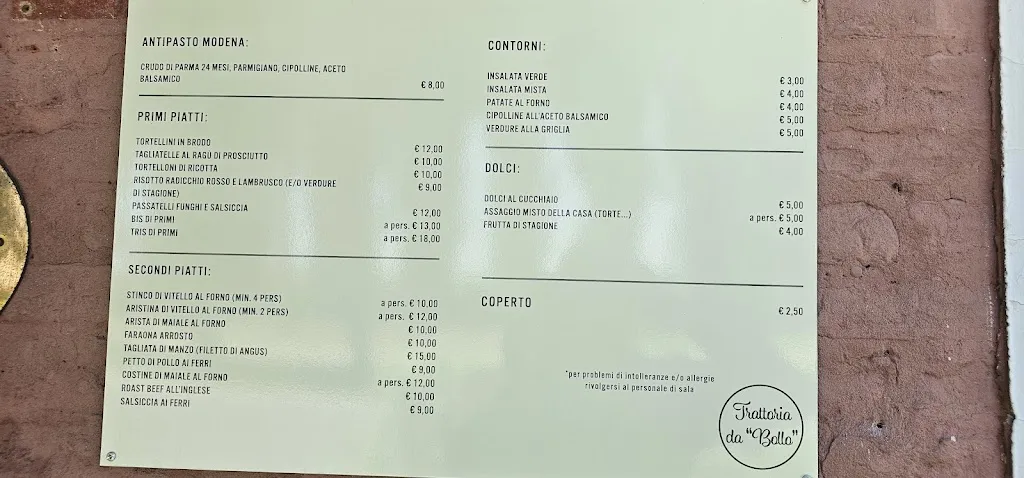 ANTIPASTO MODENA:
CRUDO DI PARMA 24 MESI, PARMIGIANO, CIPOLLINE, ACETO
BALSAMICO € 8,00
PRIMI PIATTI:
TORTELLINI IN BRODO € 12,00
TAGLIATELLE AL RAGÙ DI PROSCIUTTO € 10,00
TORTELLONI DI RICOTTA € 10,00
RISOTTO RADICCHIO ROSSO E LAMBRUSCO (E/O VERDURE € 9,00
DI STAGIONE)
PASSATELLI FUNGHI E SALSICCIA € 12,00
BIS DI PRIMI a pers. € 13,00
TRIS DI PRIMI a pers. € 18,00
SECONDI PIATTI:
STINCO DI VITELLO AL FORNO (MIN. 4 PERS) a pers. € 10,00
ARISTINA DI VITELLO AL FORNO (MIN. 2 PERS) a pers. € 12,00
ARISTA DI MAIALE AL FORNO € 10,00
FARAONA ARROSTO € 10,00
TAGLIATA DI MANZO (FILETTO DI ANGUS) € 15,00
PETTO DI POLLO AI FERRI € 9,00
COSTINE DI MAIALE AL FORNO a pers. € 12,00
ROAST BEEF ALL'INGLESE € 10,00
SALSICCIA AI FERRI € 9,00
CONTORNI:
INSALATA VERDE € 3,00
INSALATA MISTA € 4,00
PATATE AL FORNO € 4,00
CIPOLLINE ALL'ACETO BALSAMICO € 5,00
VERDURE ALLA GRIGLIA € 5,00
DOLCI:
DOLCI AL CUCCHIAIO € 5,00
ASSAGGIO MISTO DELLA CASA (TORTE...) a pers. € 5,00
FRUTTA DI STAGIONE € 4,00
COPERTO € 2,50
*per problemi di intolleranze e/o allergie
rivolgersi al personale di sala
Trattoria
da "Bollo"